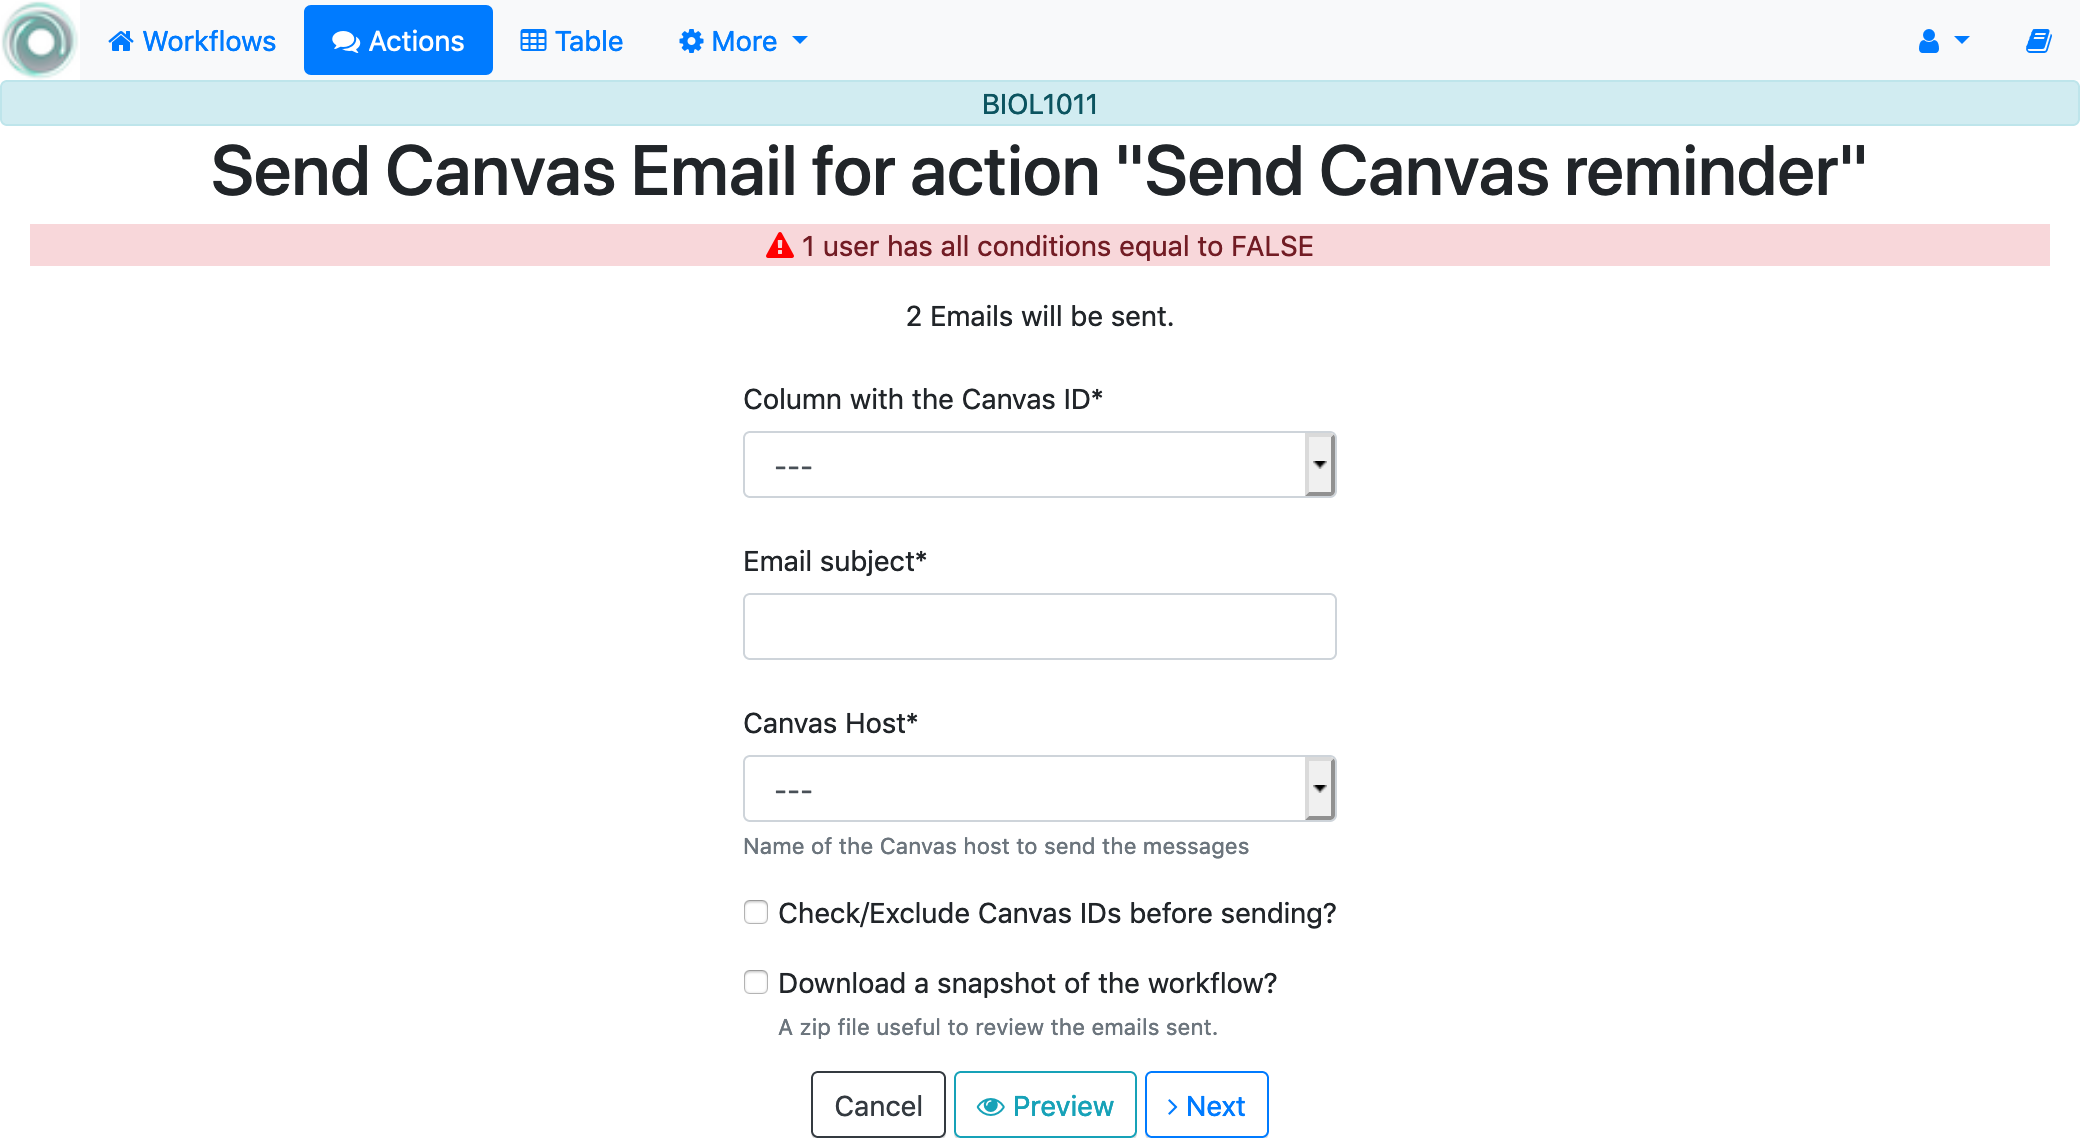 Workflows Actions Table More
BIOL1011
Send Canvas Email for action "Send Canvas reminder"
1 user has all conditions equal to FALSE
2 Emails will be sent.
Column with the Canvas ID*
---
Email subject*
Canvas Host*
---
Name of the Canvas host to send the messages
Check/Exclude Canvas IDs before sending?
Download a snapshot of the workflow?
A zip file useful to review the emails sent.
Cancel Preview Next